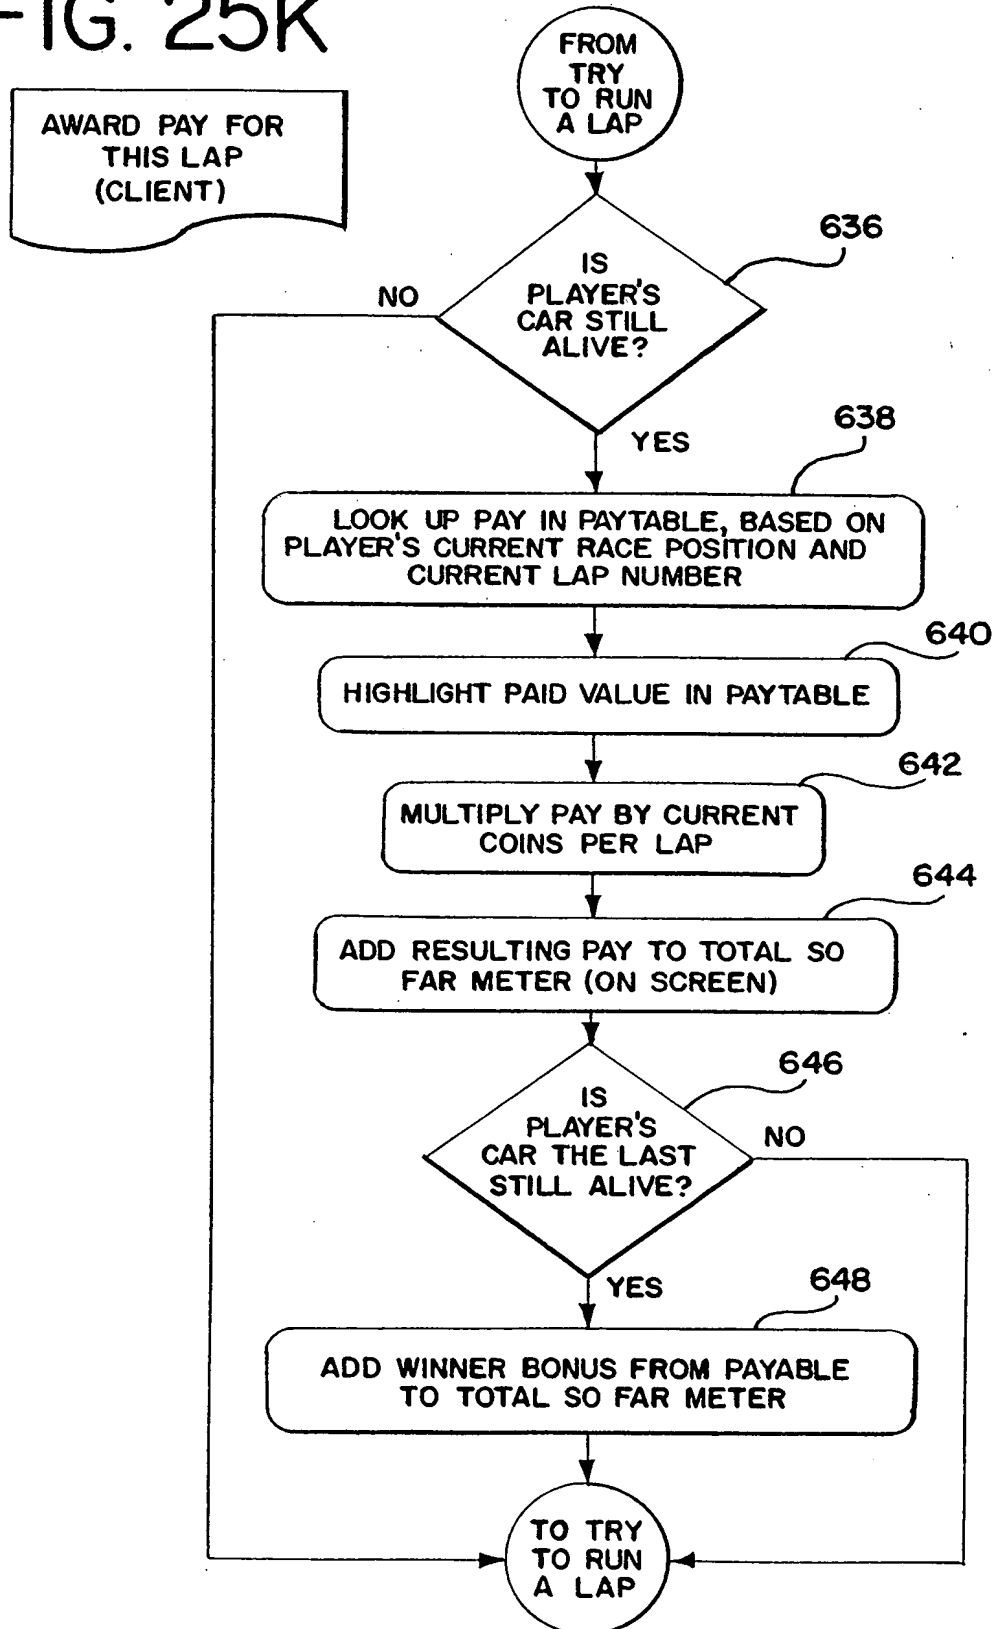 FIG. 25K
AWARD PAY FOR
THIS LAP
(CLIENT)
FROM
TRY
TO RUN
A LAP
636
IS
PLAYER'S
CAR STILL
ALIVE?
NO
YES
638
LOOK UP PAY IN PAYTABLE, BASED ON
PLAYER'S CURRENT RACE POSITION AND
CURRENT LAP NUMBER
640
HIGHLIGHT PAID VALUE IN PAYTABLE
642
MULTIPLY PAY BY CURRENT
COINS PER LAP
644
ADD RESULTING PAY TO TOTAL SO
FAR METER (ON SCREEN)
646
IS
PLAYER'S
CAR THE LAST
STILL ALIVE?
NO
YES
648
ADD WINNER BONUS FROM PAYABLE
TO TOTAL SO FAR METER
TO TRY
TO RUN
A LAP